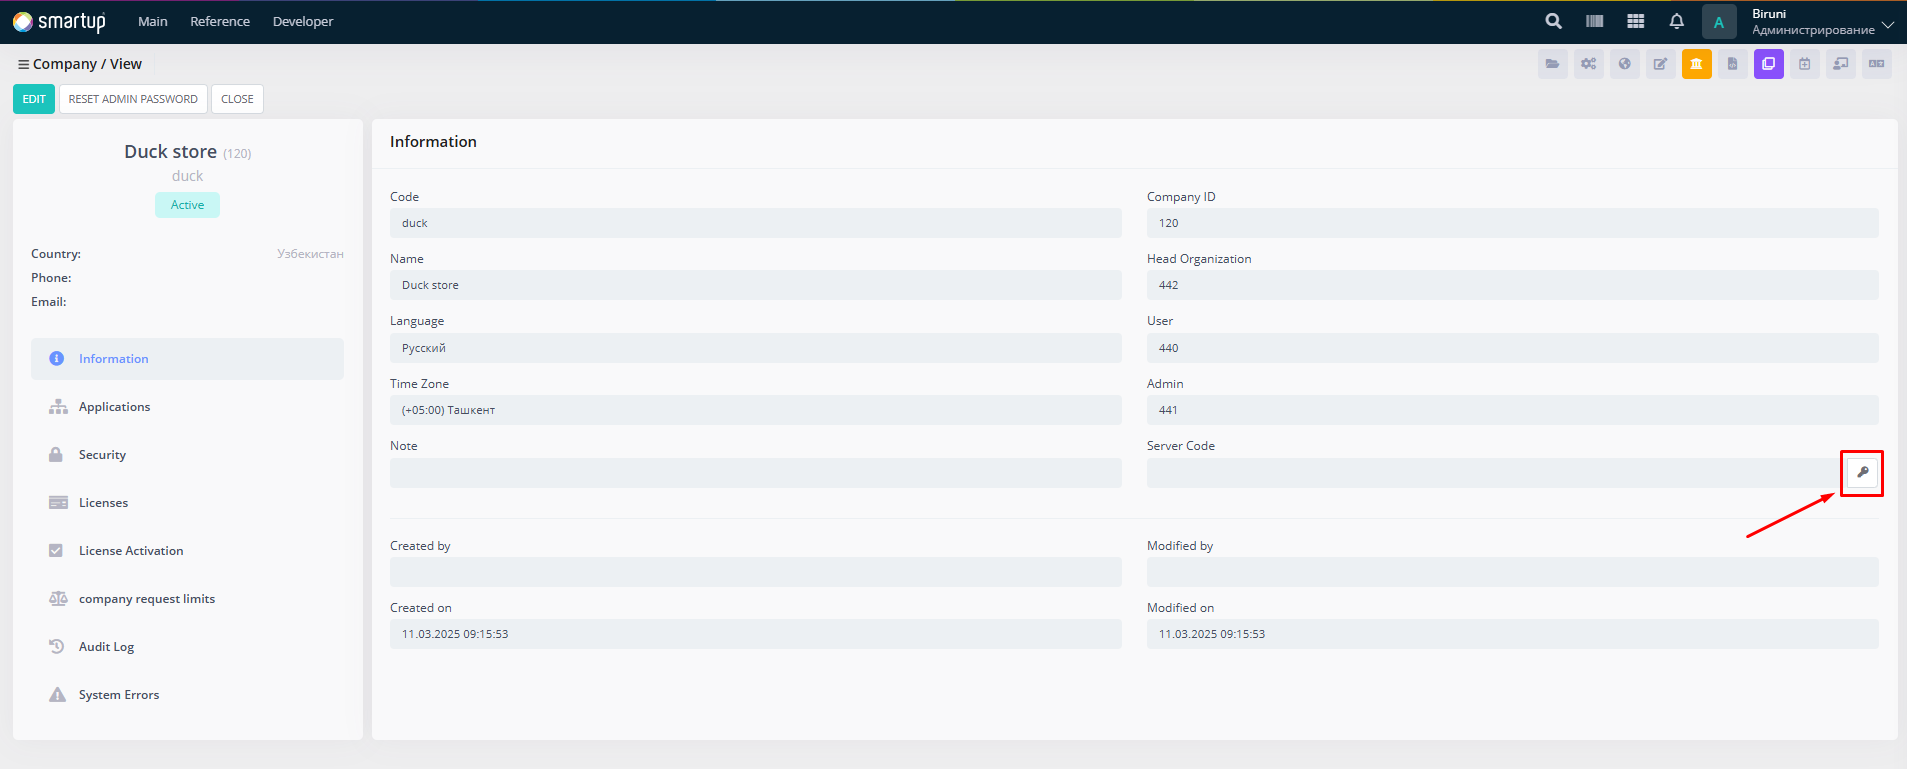 smartup Main Reference Developer
A
Biruni
Администрирование
Company / View
EDIT RESET ADMIN PASSWORD CLOSE
Duck store (120)
duck
Active
Country: Узбекистан
Phone:
Email:
Information
Applications
Security
Licenses
License Activation
company request limits
Audit Log
System Errors
Information
Code
duck
Company ID
120
Name
Duck store
Head Organization
442
Language
Русский
User
440
Time Zone
(+05:00) Ташкент
Admin
441
Note
Server Code
Created by
Modified by
Created on
11.03.2025 09:15:53
Modified on
11.03.2025 09:15:53